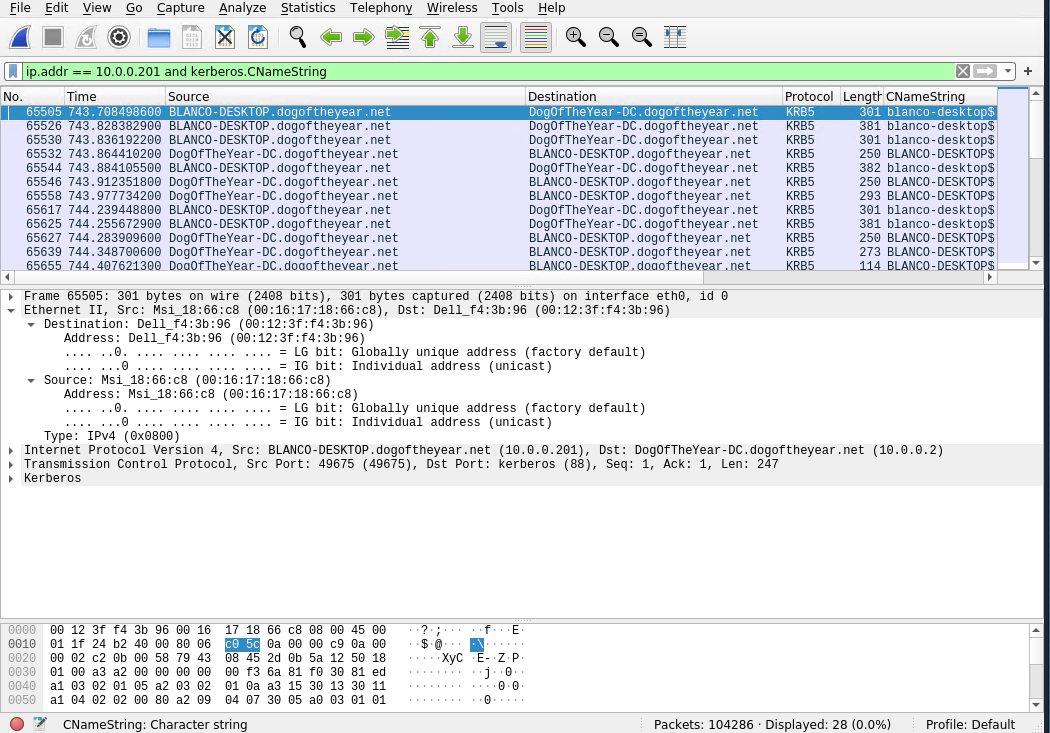 File Edit View Go Capture Analyze Statistics Telephony Wireless Tools Help
ip.addr == 10.0.0.201 and kerberos.CNameString
No. Time Source Destination Protocol Length CNameString
65505 743.708498600 BLANCO-DESKTOP.dogoftheyear.net DogOfTheYear-DC.dogoftheyear.net KRB5 301 blanco-desktop$
65526 743.828382900 BLANCO-DESKTOP.dogoftheyear.net DogOfTheYear-DC.dogoftheyear.net KRB5 381 blanco-desktop$
65530 743.836192200 BLANCO-DESKTOP.dogoftheyear.net DogOfTheYear-DC.dogoftheyear.net KRB5 301 blanco-desktop$
65532 743.864410200 DogOfTheYear-DC.dogoftheyear.net BLANCO-DESKTOP.dogoftheyear.net KRB5 250 BLANCO-DESKTOP$
65544 743.884105500 BLANCO-DESKTOP.dogoftheyear.net DogOfTheYear-DC.dogoftheyear.net KRB5 382 blanco-desktop$
65546 743.912351800 DogOfTheYear-DC.dogoftheyear.net BLANCO-DESKTOP.dogoftheyear.net KRB5 250 BLANCO-DESKTOP$
65558 743.977734200 DogOfTheYear-DC.dogoftheyear.net BLANCO-DESKTOP.dogoftheyear.net KRB5 293 BLANCO-DESKTOP$
65617 744.239448800 BLANCO-DESKTOP.dogoftheyear.net DogOfTheYear-DC.dogoftheyear.net KRB5 301 blanco-desktop$
65625 744.255672900 BLANCO-DESKTOP.dogoftheyear.net DogOfTheYear-DC.dogoftheyear.net KRB5 381 blanco-desktop$
65627 744.283909600 DogOfTheYear-DC.dogoftheyear.net BLANCO-DESKTOP.dogoftheyear.net KRB5 250 BLANCO-DESKTOP$
65639 744.348700600 DogOfTheYear-DC.dogoftheyear.net BLANCO-DESKTOP.dogoftheyear.net KRB5 273 BLANCO-DESKTOP$
65655 744.407621300 DogOfTheYear-DC.dogoftheyear.net BLANCO-DESKTOP.dogoftheyear.net KRB5 114 BLANCO-DESKTOP$
Frame 65505: 301 bytes on wire (2408 bits), 301 bytes captured (2408 bits) on interface eth0, id 0
Ethernet II, Src: Msi_18:66:c8 (00:16:17:18:66:c8), Dst: Dell_f4:3b:96 (00:12:3f:f4:3b:96)
Destination: Dell_f4:3b:96 (00:12:3f:f4:3b:96)
Address: Dell_f4:3b:96 (00:12:3f:f4:3b:96)
.... ..0. .... .... .... .... = LG bit: Globally unique address (factory default)
.... ...0 .... .... .... .... = IG bit: Individual address (unicast)
Source: Msi_18:66:c8 (00:16:17:18:66:c8)
Address: Msi_18:66:c8 (00:16:17:18:66:c8)
.... ..0. .... .... .... .... = LG bit: Globally unique address (factory default)
.... ...0 .... .... .... .... = IG bit: Individual address (unicast)
Type: IPv4 (0x0800)
Internet Protocol Version 4, Src: BLANCO-DESKTOP.dogoftheyear.net (10.0.0.201), Dst: DogOfTheYear-DC.dogoftheyear.net (10.0.0.2)
Transmission Control Protocol, Src Port: 49675 (49675), Dst Port: kerberos (88), Seq: 1, Ack: 1, Len: 247
Kerberos
0000 00 12 3f f4 3b 96 00 16 17 18 66 c8 08 00 45 00 ··?·;··· ··f···E·
0010 01 1f 24 b2 40 00 80 06 c0 5c 0a 00 00 c9 0a 00 ··$·@··· ·\······
0020 00 02 c2 0b 00 58 79 43 08 45 2d 0b 5a 12 50 18 ·····XyC ·E-·Z·P·
0030 01 00 a3 a2 00 00 00 00 00 f3 6a 81 f0 30 81 ed ········ ··j··0··
0040 a1 03 02 01 05 a2 03 02 01 0a a3 15 30 13 30 11 ········ ····0·0·
0050 a1 04 02 02 00 80 a2 09 04 07 30 05 a0 03 01 01 ········ ··0·····
CNameString: Character string Packets: 104286 · Displayed: 28 (0.0%) Profile: Default